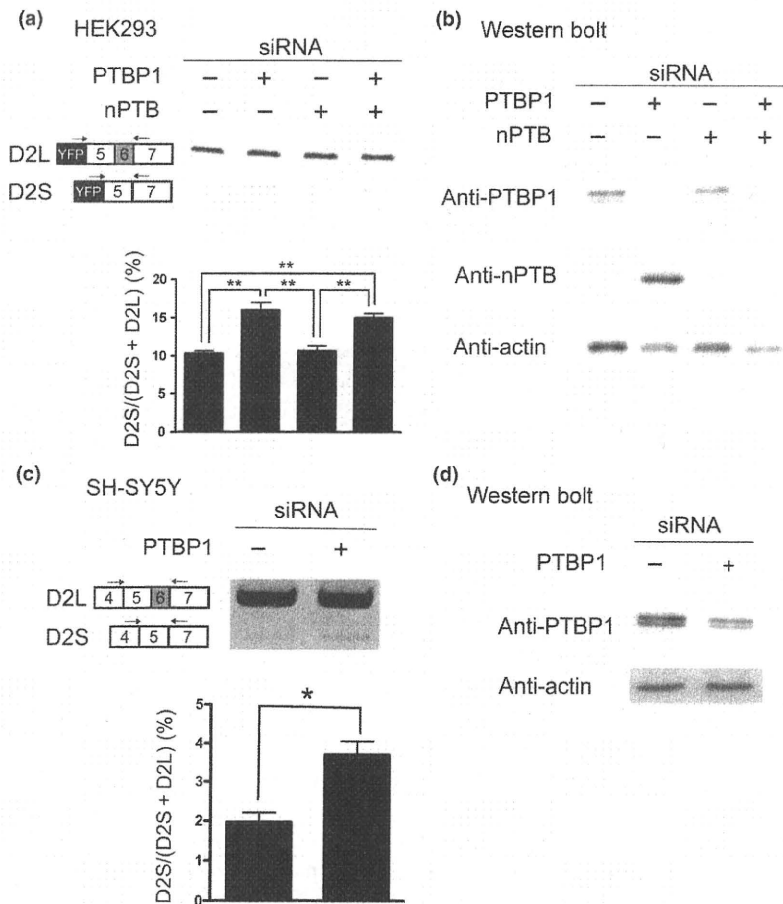 (a)
HEK293
siRNA
PTBP1 – + – +
nPTB – – + +
D2L YFP 5 6 7
D2S YFP 5 7
** 
** ** **
D2S/(D2S + D2L) (%)
20
15
10
5
0
(b)
Western bolt
siRNA
PTBP1 – + – +
nPTB – – + +
Anti-PTBP1
Anti-nPTB
Anti-actin
(c)
SH-SY5Y
siRNA
PTBP1 – +
D2L 4 5 6 7
D2S 4 5 7
*
D2S/(D2S + D2L) (%)
5
4
3
2
1
0
(d)
Western bolt
siRNA
PTBP1 – +
Anti-PTBP1
Anti-actin